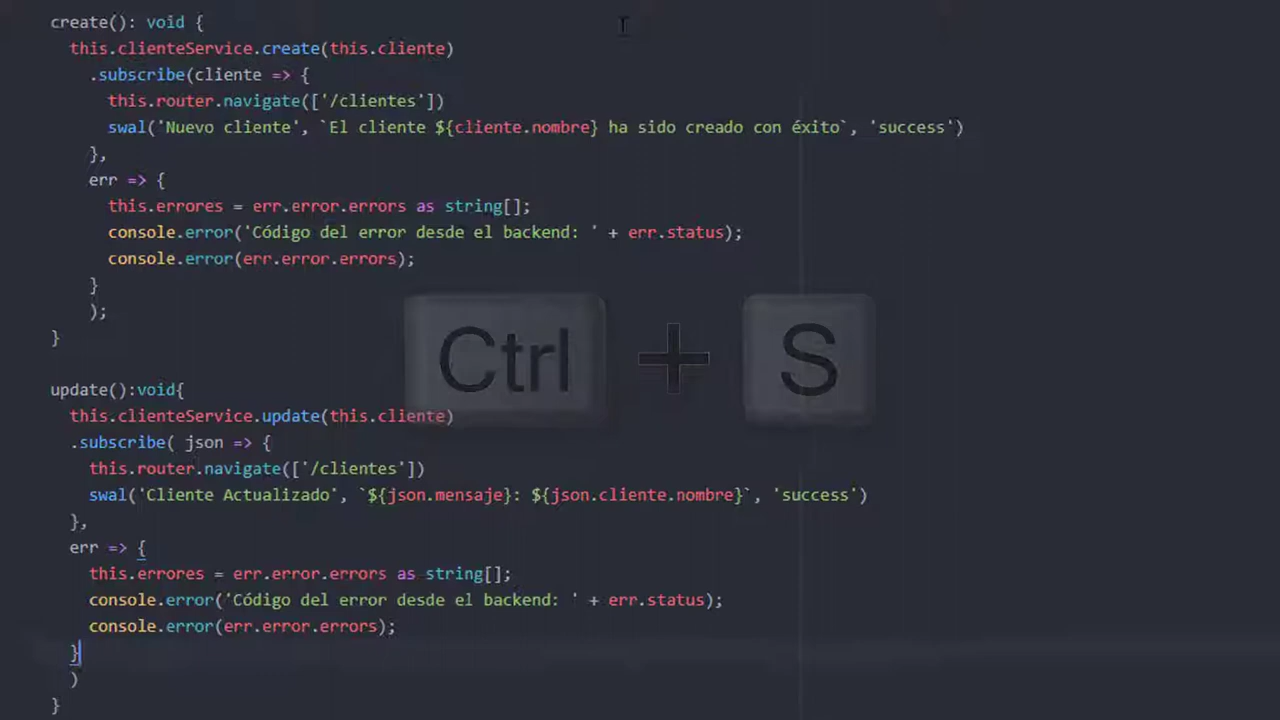 create(): void {
this.clienteService.create(this.cliente)
.subscribe(cliente => {
this.router.navigate(['/clientes'])
swal('Nuevo cliente', `El cliente ${cliente.nombre} ha sido creado con éxito`, 'success')
},
err => {
this.errores = err.error.errors as string[];
console.error('Código del error desde el backend: ' + err.status);
console.error(err.error.errors);
}
);
}
Ctrl + S
update():void{
this.clienteService.update(this.cliente)
.subscribe( json => {
this.router.navigate(['/clientes'])
swal('Cliente Actualizado', `${json.mensaje}: ${json.cliente.nombre}`, 'success')
},
err => {
this.errores = err.error.errors as string[];
console.error('Código del error desde el backend: ' + err.status);
console.error(err.error.errors);
}
)
}